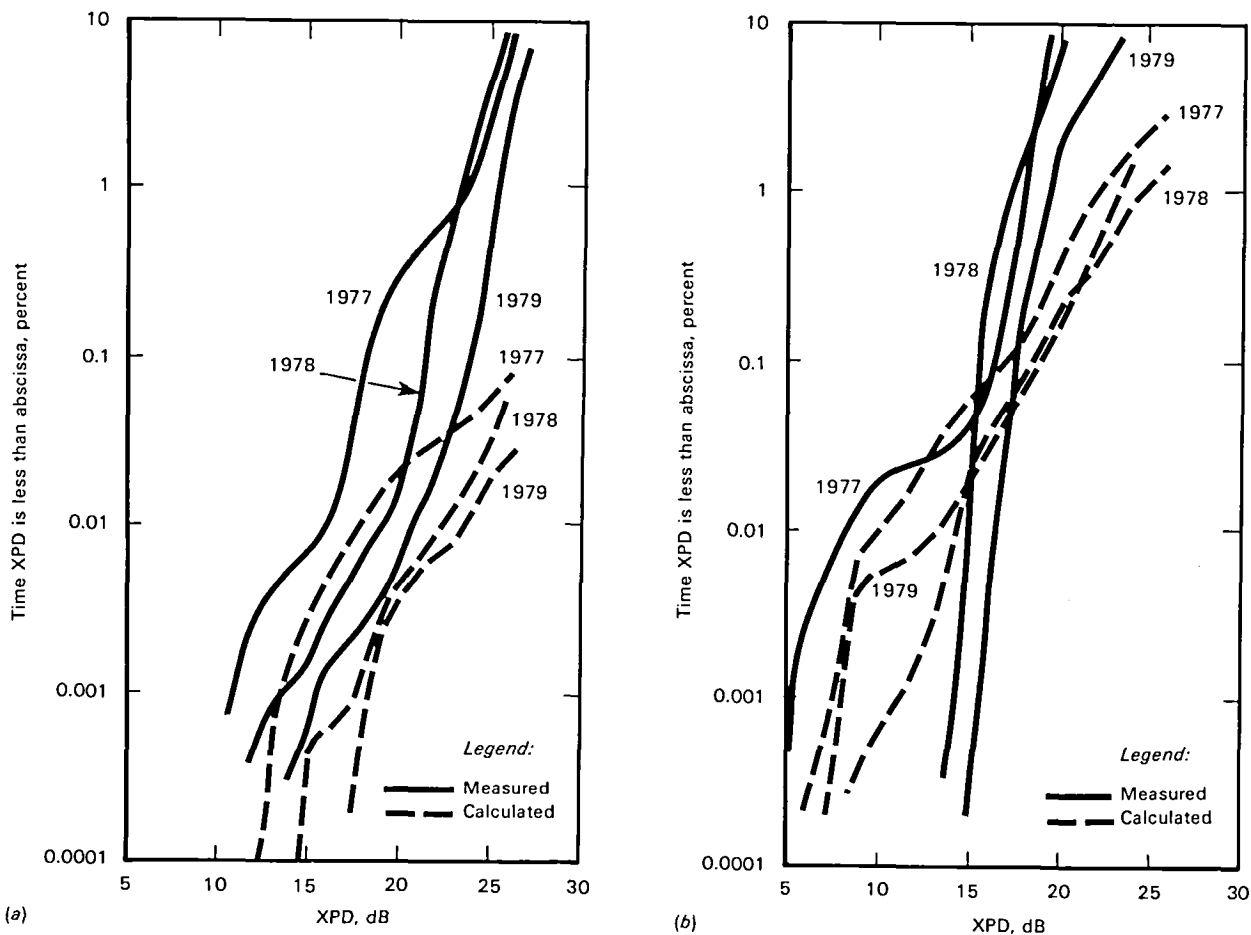 Time XPD is less than abscissa, percent
10
1
0.1
0.01
0.001
0.0001
1977
1978
1979
1977
1978
1979
Legend:
Measured
Calculated
5 10 15 20 25 30
XPD, dB
(a)
Time XPD is less than abscissa, percent
10
1
0.1
0.01
0.001
0.0001
1979
1977
1978
1978
1977
1979
Legend:
Measured
Calculated
5 10 15 20 25 30
XPD, dB
(b)